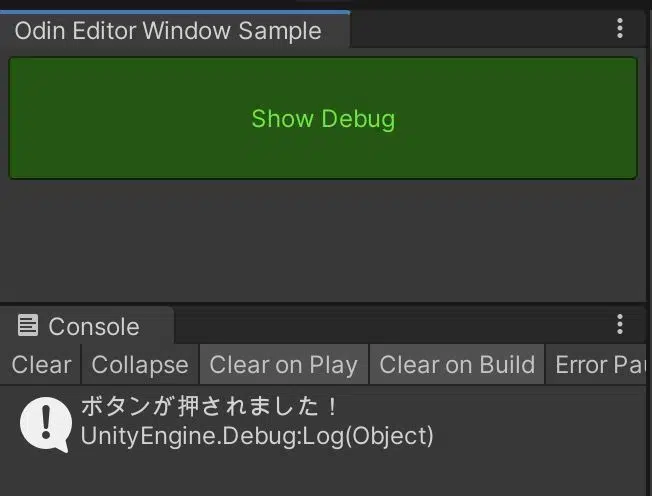 Odin Editor Window Sample
Show Debug
Console
Clear Collapse Clear on Play Clear on Build Error Pa
ボタンが押されました！
UnityEngine.Debug:Log(Object)